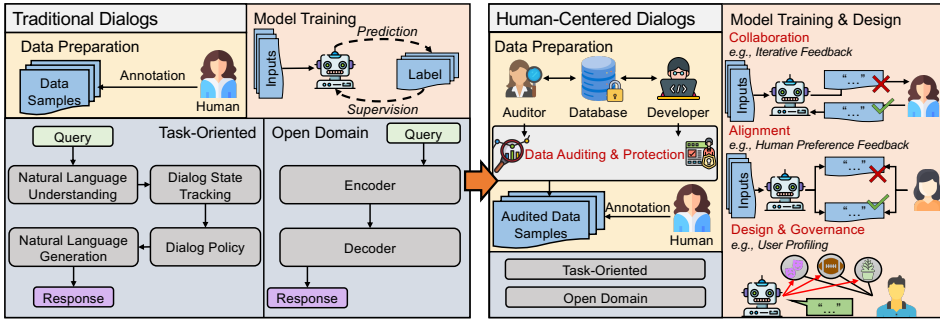 Traditional Dialogs
Data Preparation
Data
Samples
Annotation
Human
Model Training
Inputs
Prediction
Label
Supervision
Task-Oriented
Query
Natural Language
Understanding
Dialog State
Tracking
Natural Language
Generation
Dialog Policy
Response
Open Domain
Query
Encoder
Decoder
Response
Human-Centered Dialogs
Data Preparation
Auditor
Database
Developer
Data Auditing & Protection
Audited Data
Samples
Annotation
Human
Task-Oriented
Open Domain
Model Training & Design
Collaboration
e.g., Iterative Feedback
Inputs
“...”
“...”
Alignment
e.g., Human Preference Feedback
Inputs
“...”
“...”
Design & Governance
e.g., User Profiling
“...”